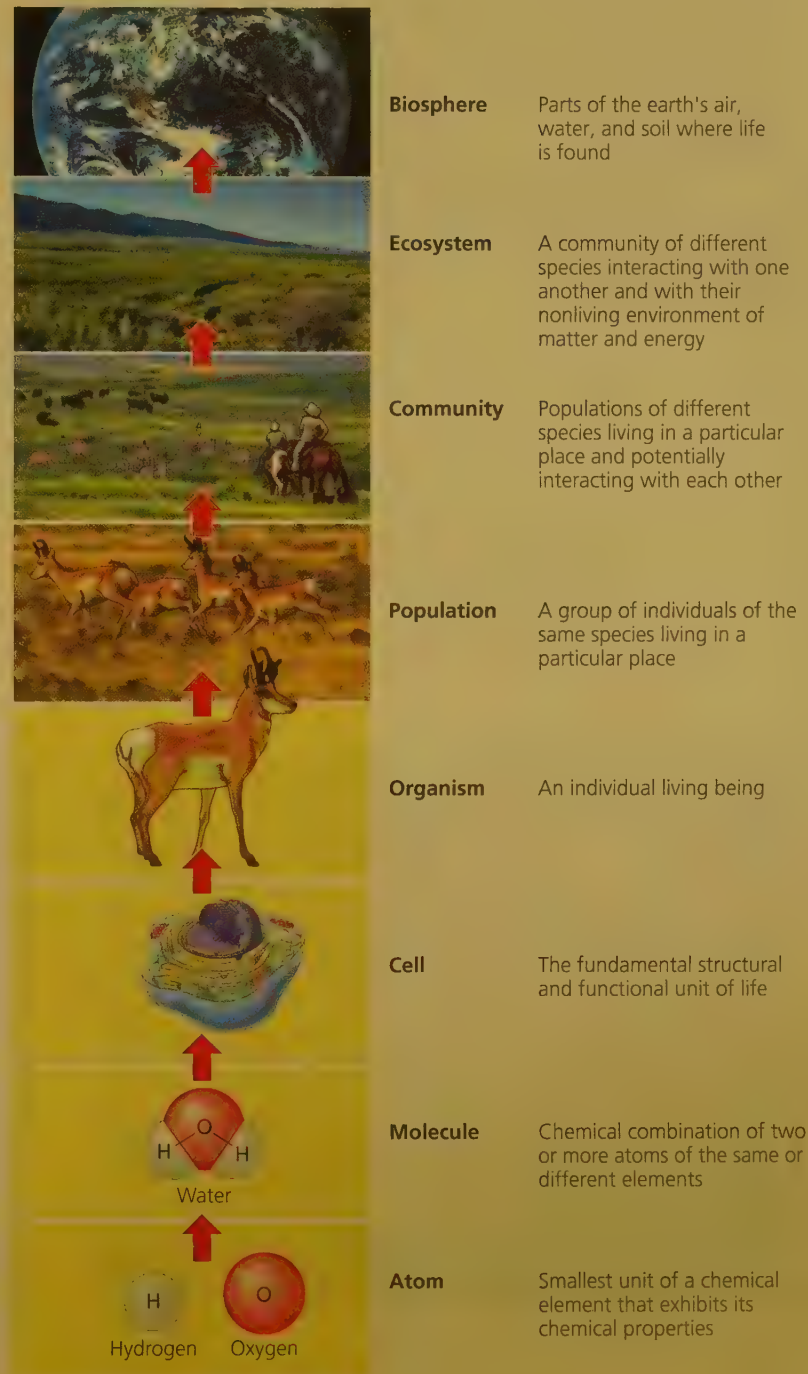 Biosphere
Parts of the earth's air,
water, and soil where life
is found
Ecosystem
A community of different
species interacting with one
another and with their
nonliving environment of
matter and energy
Community
Populations of different
species living in a particular
place and potentially
interacting with each other
Population
A group of individuals of the
same species living in a
particular place
Organism
An individual living being
Cell
The fundamental structural
and functional unit of life
O
H H
Water
Molecule
Chemical combination of two
or more atoms of the same or
different elements
H O
Hydrogen Oxygen
Atom
Smallest unit of a chemical
element that exhibits its
chemical properties